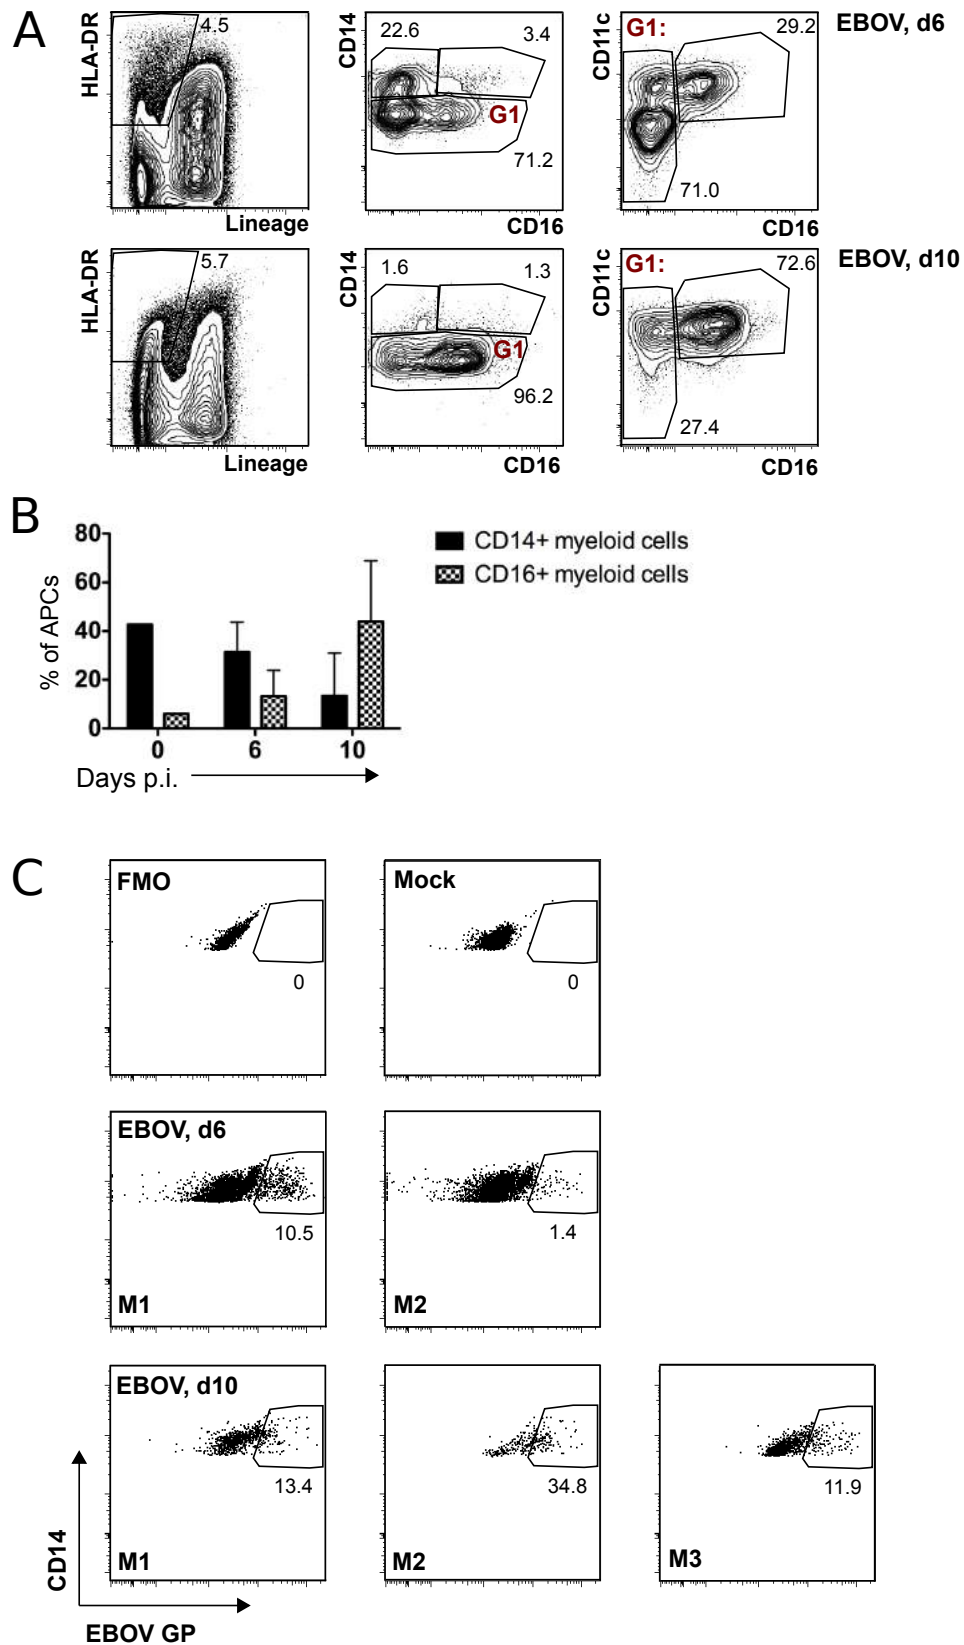 A
HLA-DR
4.5
Lineage
CD14
22.6
3.4
G1
71.2
CD16
CD11c
G1:
29.2
71.0
CD16
EBOV, d6
HLA-DR
5.7
Lineage
CD14
1.6
1.3
G1
96.2
CD16
CD11c
G1:
72.6
27.4
CD16
EBOV, d10
B
% of APCs
80
60
40
20
0
0 6 10
Days p.i.
CD14+ myeloid cells
CD16+ myeloid cells
C
FMO
0
Mock
0
EBOV, d6
10.5
M1
1.4
M2
EBOV, d10
13.4
M1
34.8
M2
11.9
M3
CD14
EBOV GP